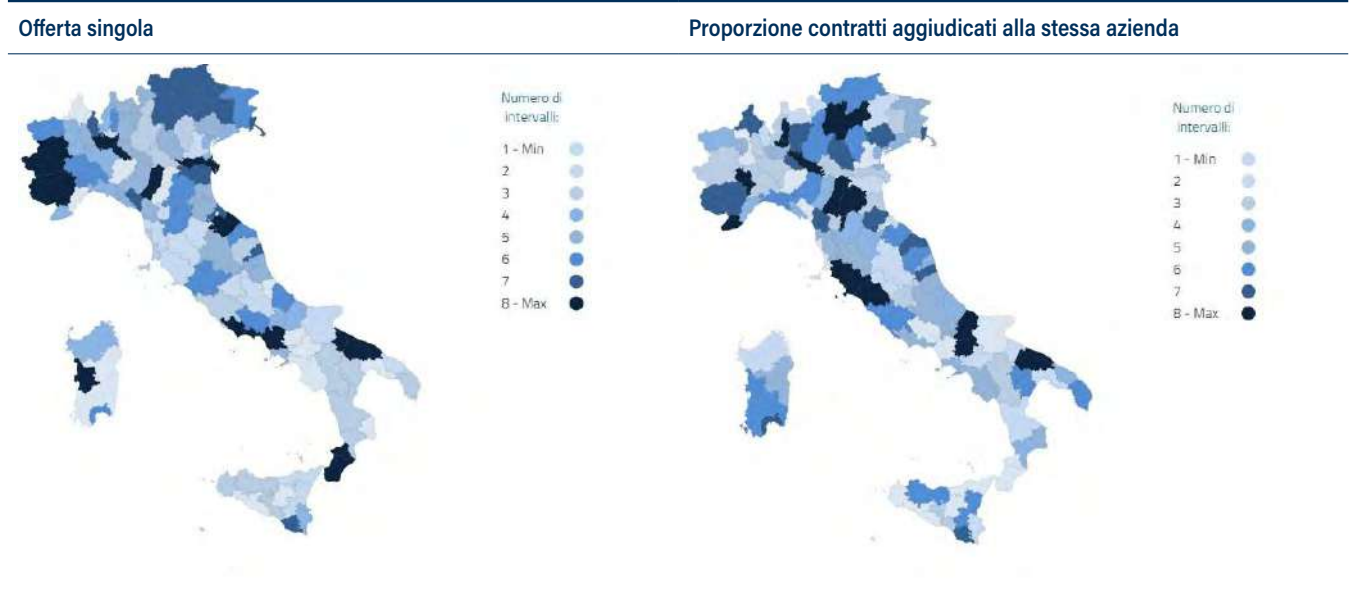 Offerta singola
Proporzione contratti aggiudicati alla stessa azienda
Numero di
intervalli:
1 - Min
2
3
4
5
6
7
8 - Max
Numero di
intervalli:
1 - Min
2
3
4
5
6
7
8 - Max